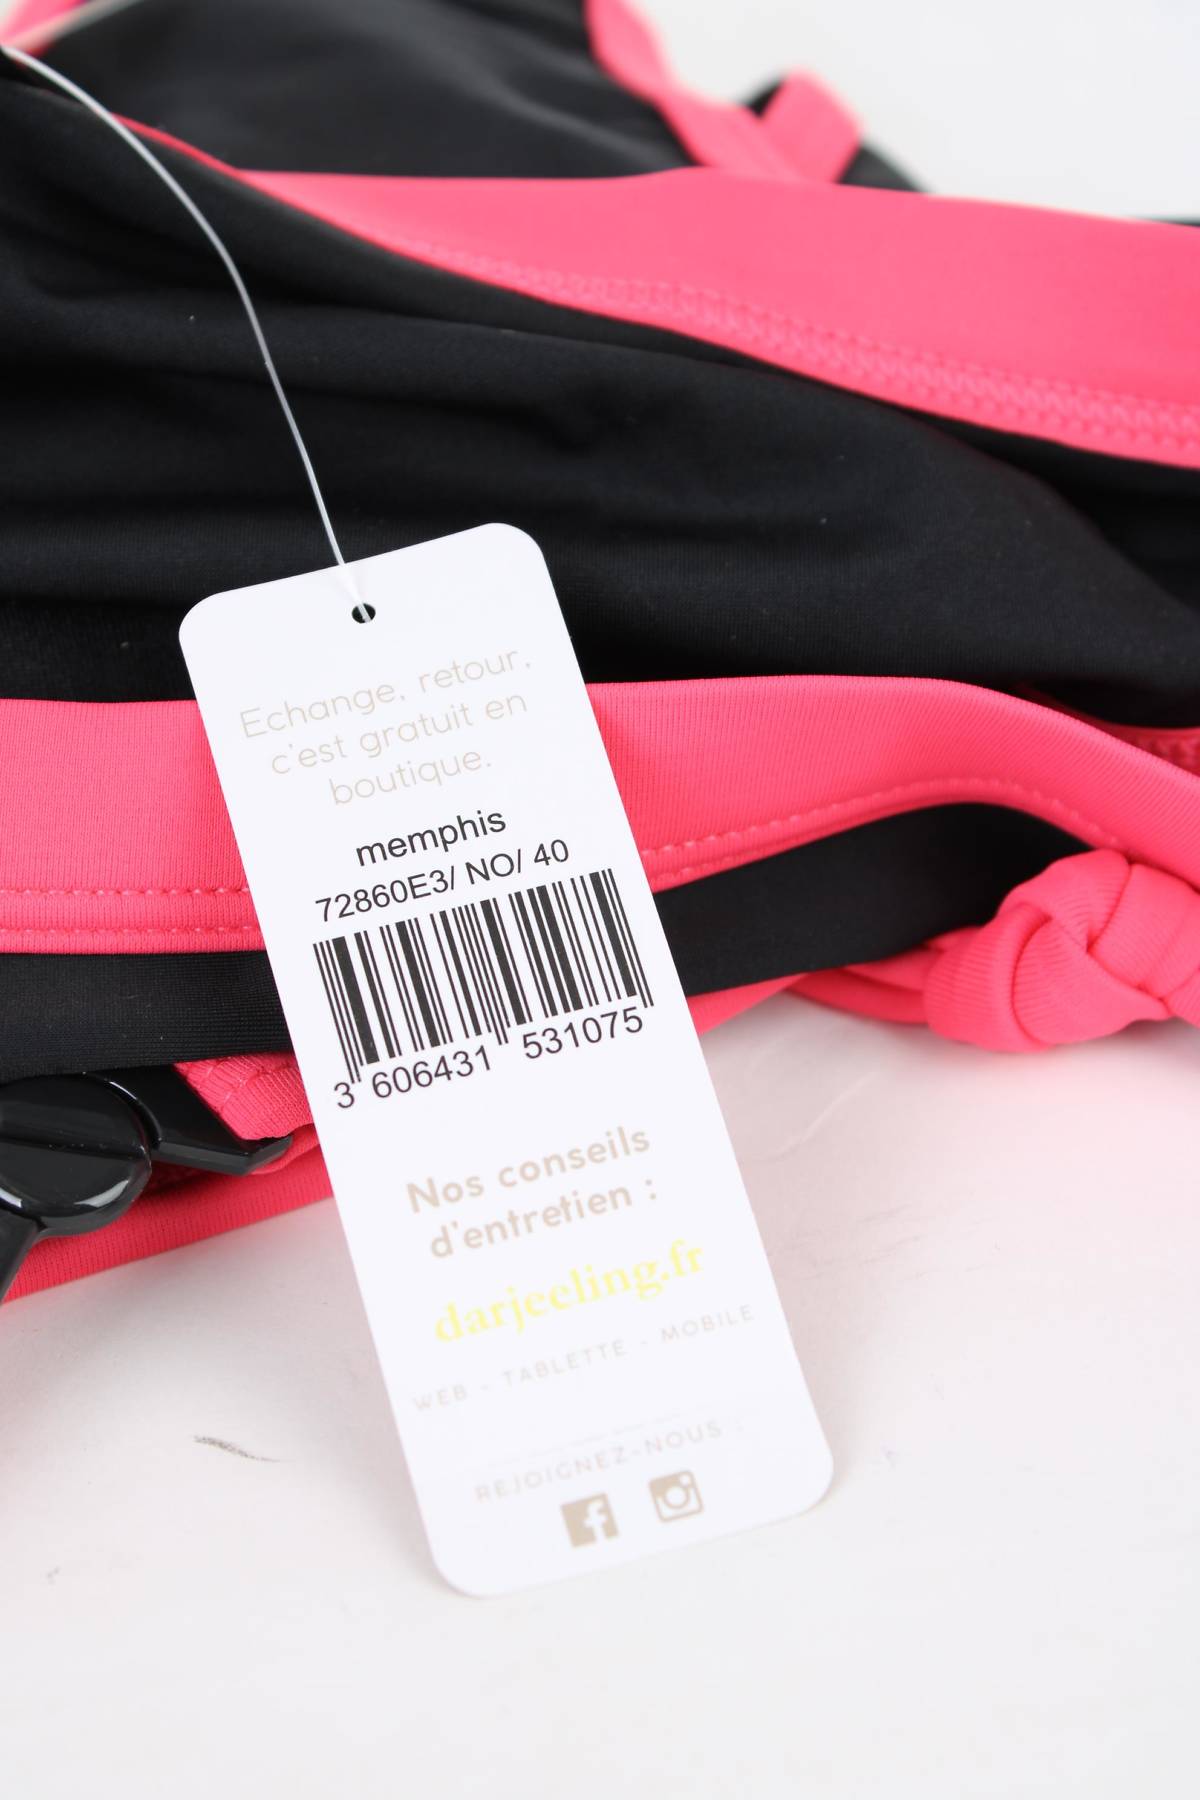 Echange, retour,
c'est gratuit en
boutique.
memphis
72860E3/ NO/ 40
3 606431 531075
Nos conseils
d'entretien :
darjeeling.fr
WEB - TABLETTE - MOBILE
REJOIGNEZ-NOUS :